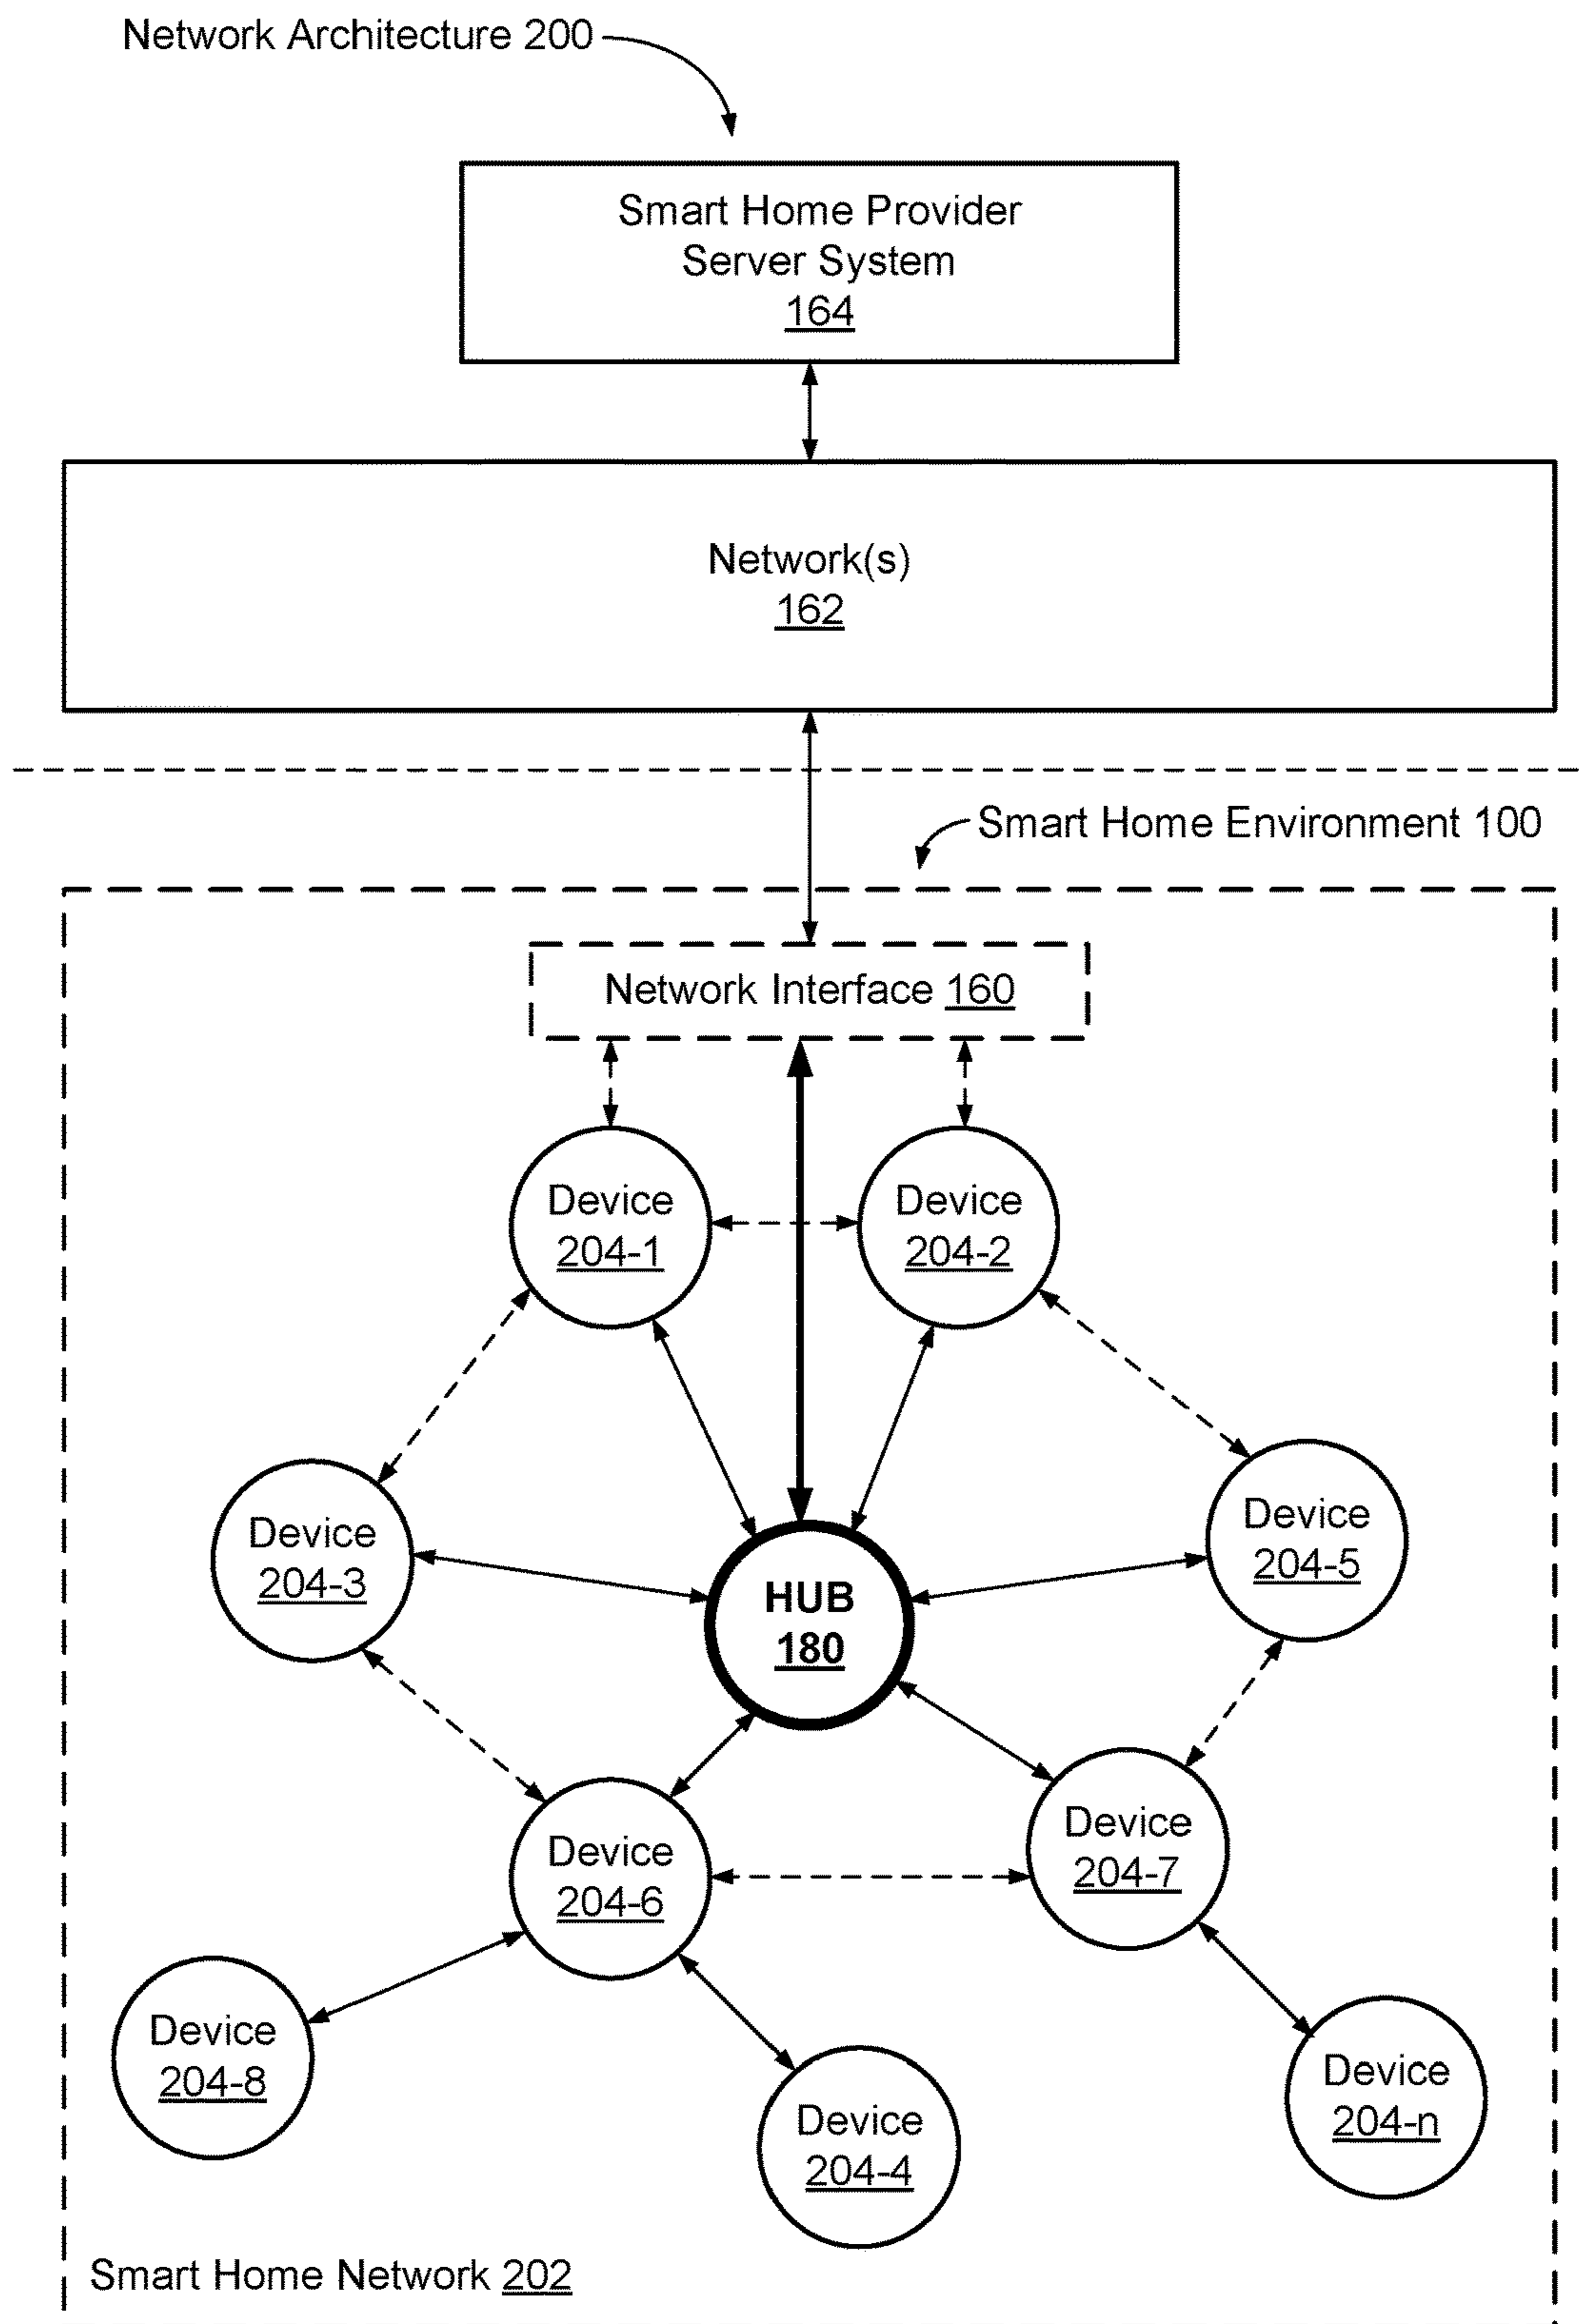 Network Architecture 200
Smart Home Provider
Server System
164
Network(s)
162
Smart Home Environment 100
Network Interface 160
Device
204-1
Device
204-2
Device
204-3
Device
204-5
HUB
180
Device
204-6
Device
204-7
Device
204-8
Device
204-4
Device
204-n
Smart Home Network 202